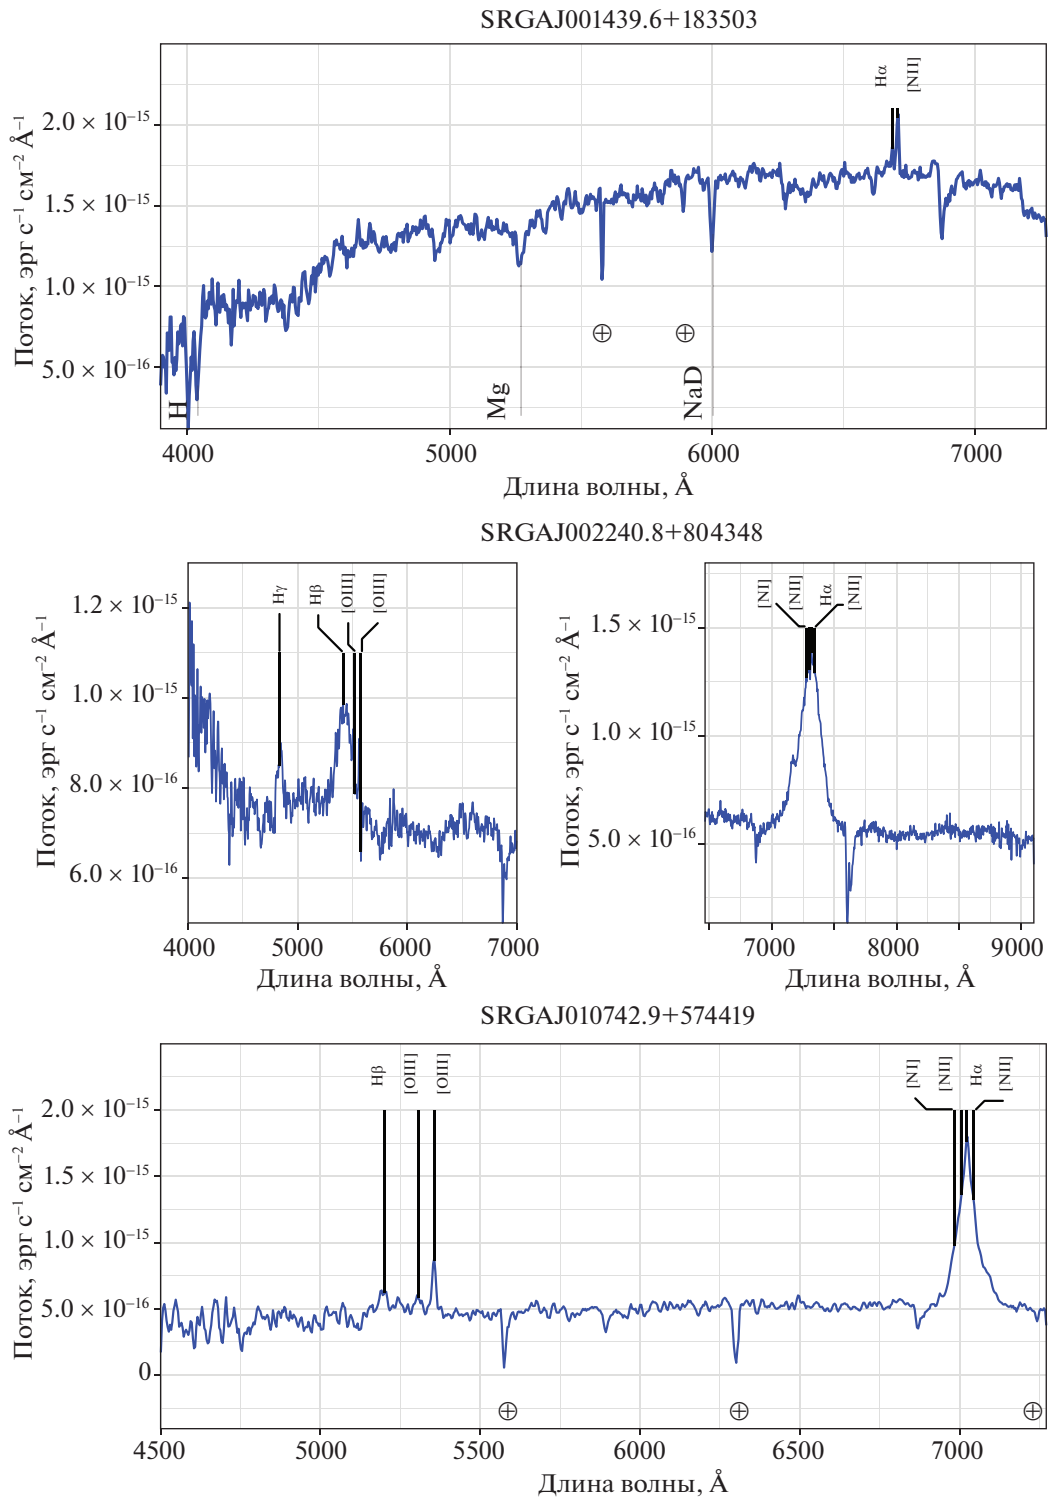 SRGAJ001439.6+183503
Hα
[NII]
Поток, эрг с⁻¹ см⁻² Å⁻¹
2.0 × 10⁻¹⁵
1.5 × 10⁻¹⁵
1.0 × 10⁻¹⁵
5.0 × 10⁻¹⁶
⊕ ⊕
H
Mg
NaD
4000 5000 6000 7000
Длина волны, Å
SRGAJ002240.8+804348
Hγ
Hβ
[OIII]
[OIII]
Поток, эрг с⁻¹ см⁻² Å⁻¹
1.2 × 10⁻¹⁵
1.0 × 10⁻¹⁵
8.0 × 10⁻¹⁶
6.0 × 10⁻¹⁶
4000 5000 6000 7000
Длина волны, Å
[NI]
[NII]
Hα
[NII]
Поток, эрг с⁻¹ см⁻² Å⁻¹
1.5 × 10⁻¹⁵
1.0 × 10⁻¹⁵
5.0 × 10⁻¹⁶
7000 8000 9000
Длина волны, Å
SRGAJ010742.9+574419
Hβ
[OIII]
[OIII]
[NI]
[NII]
Hα
[NII]
Поток, эрг с⁻¹ см⁻² Å⁻¹
2.0 × 10⁻¹⁵
1.5 × 10⁻¹⁵
1.0 × 10⁻¹⁵
5.0 × 10⁻¹⁶
0
⊕ ⊕ ⊕
4500 5000 5500 6000 6500 7000
Длина волны, Å